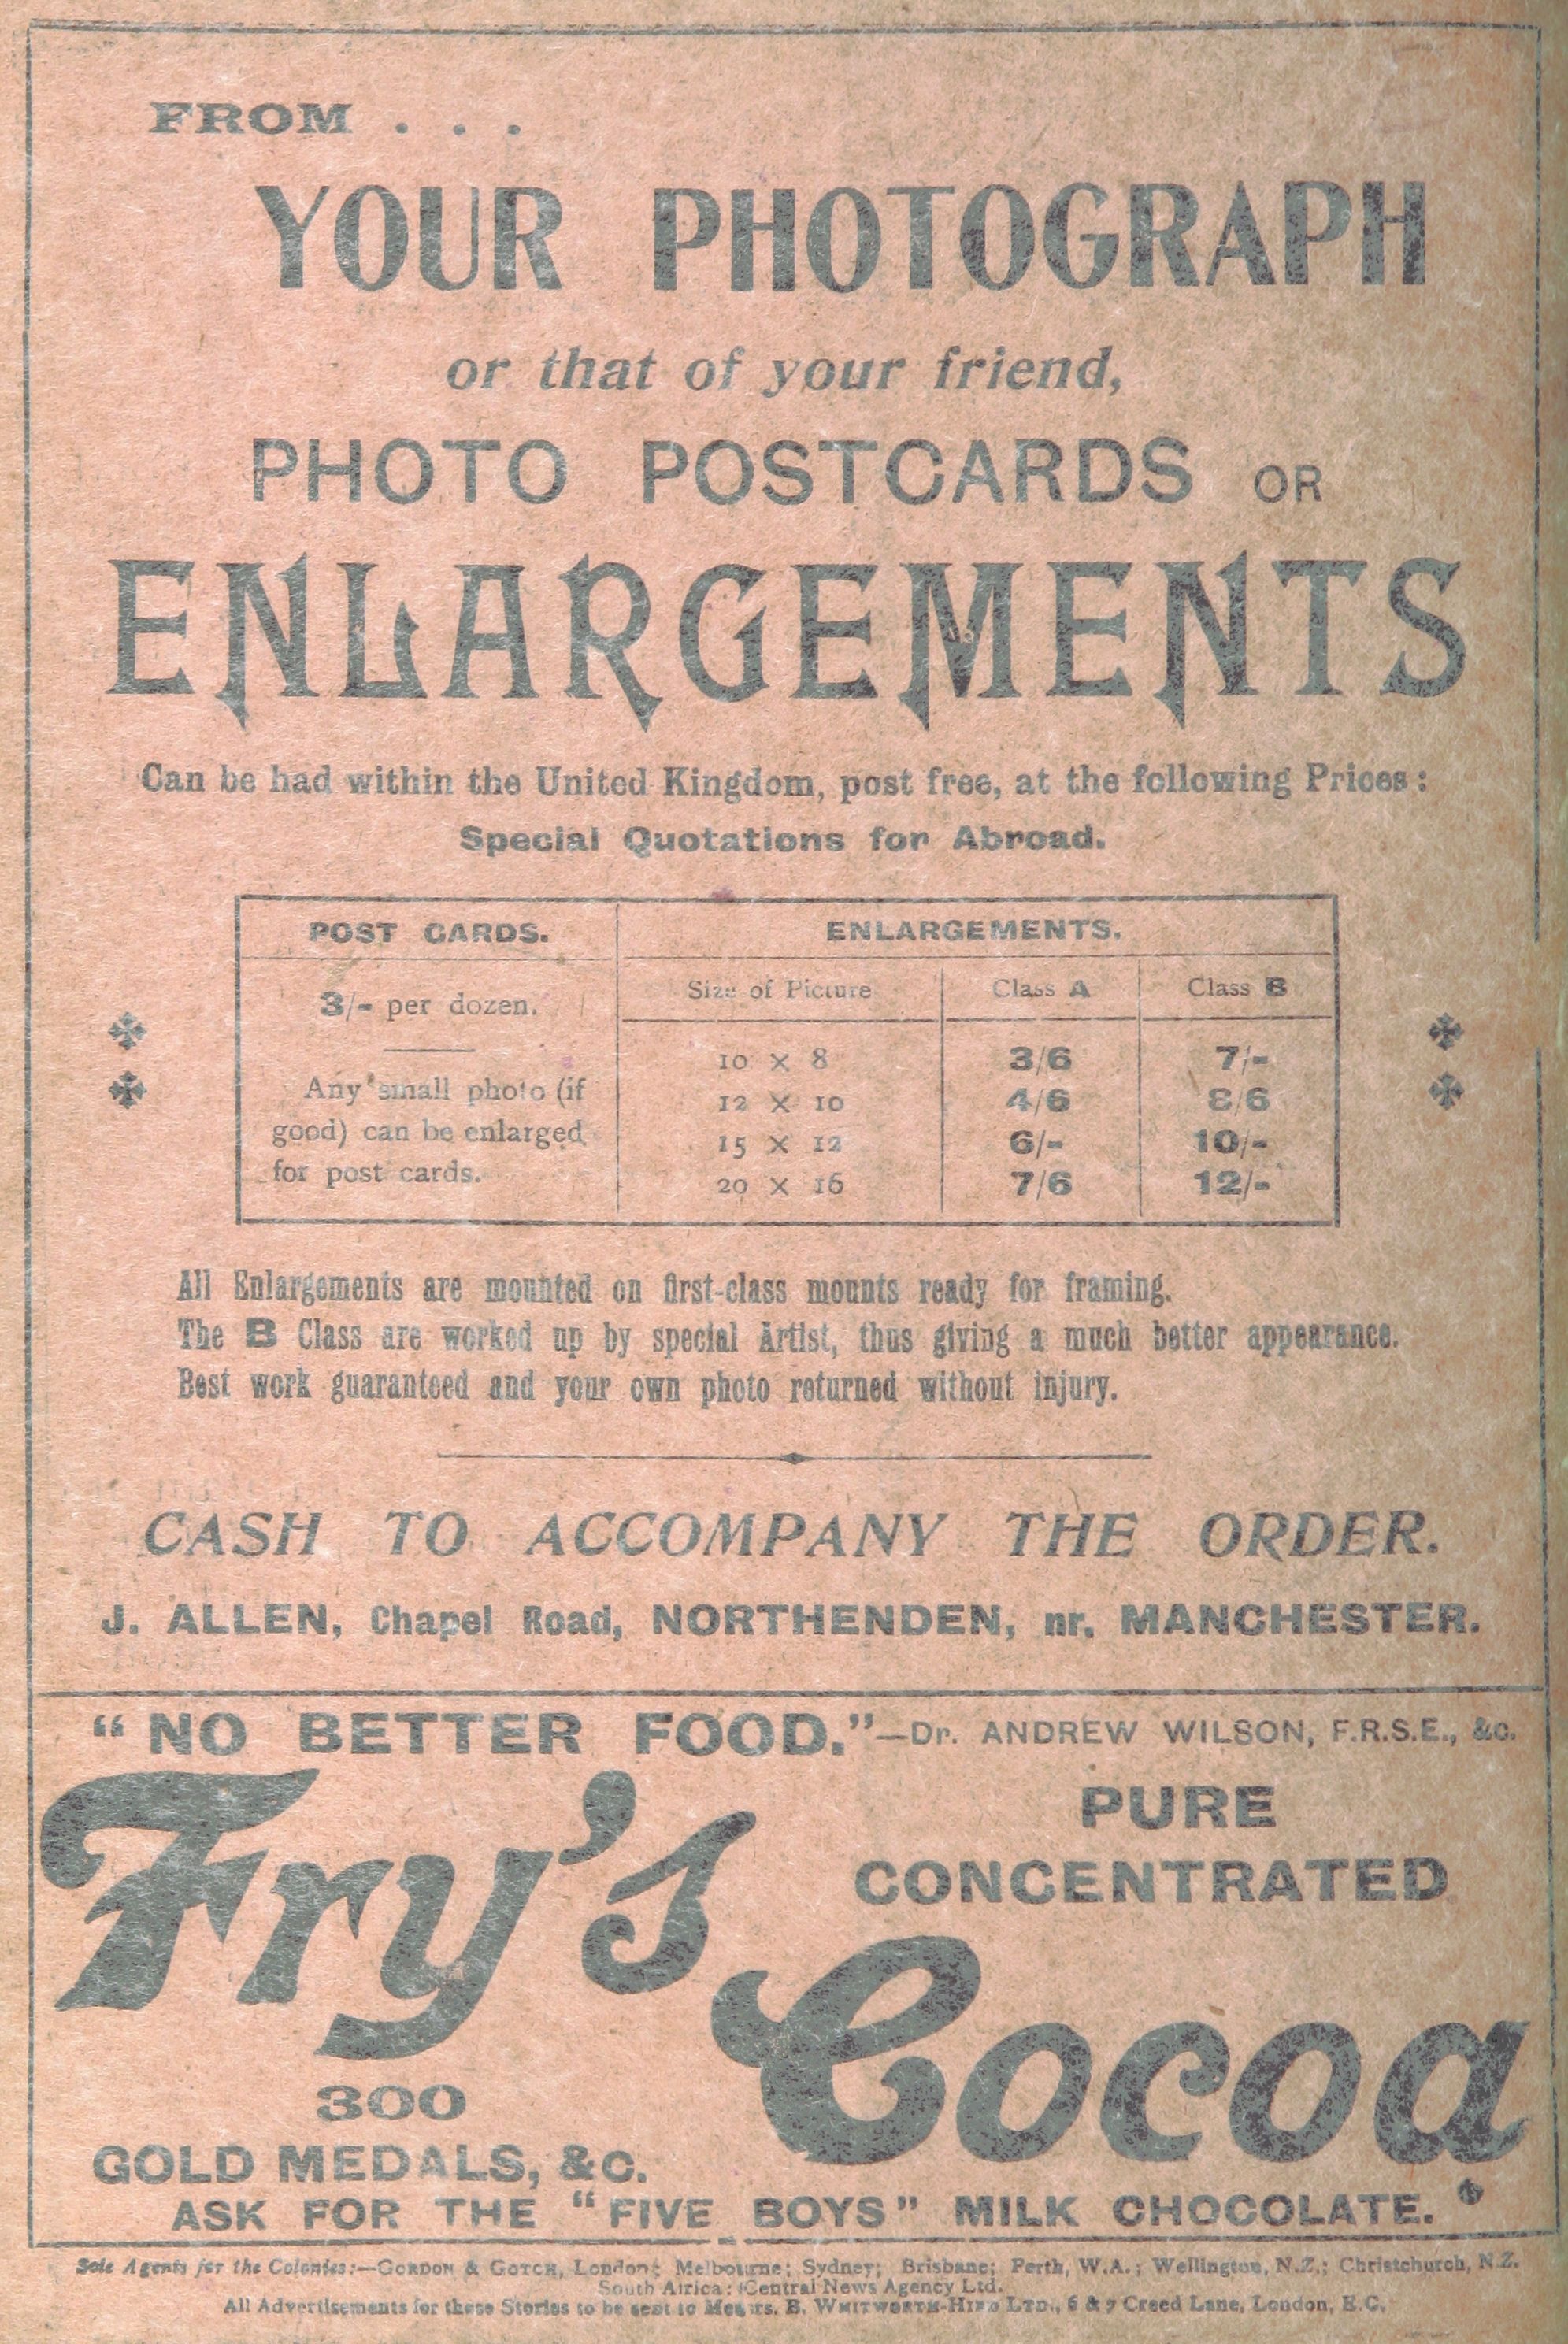 FROM . . .
YOUR PHOTOGRAPH
or that of your friend,
PHOTO POSTCARDS OR
ENLARGEMENTS
Can be had within the United Kingdom, post free, at the following Prices:
Special Quotations for Abroad.
POST CARDS.
3/- per dozen.
Any small photo (if
good) can be enlarged
for post cards.
ENLARGEMENTS.
Size of Picture Class A Class B
10 × 8 3/6 7/-
12 × 10 4/6 8/6
15 × 12 6/- 10/-
20 × 16 7/6 12/-
All Enlargements are mounted on first-class mounts ready for framing.
The B Class are worked up by special Artist, thus giving a much better appearance.
Best work guaranteed and your own photo returned without injury.
CASH TO ACCOMPANY THE ORDER.
J. ALLEN, Chapel Road, NORTHENDEN, nr. MANCHESTER.
"NO BETTER FOOD."—Dr. ANDREW WILSON, F.R.S.E., &c.
Fry's
PURE
CONCENTRATED
Cocoa
300
GOLD MEDALS, &c.
ASK FOR THE "FIVE BOYS" MILK CHOCOLATE.
Sole Agents for the Colonies:—GORDON & GOTCH, London; Melbourne; Sydney; Brisbane; Perth, W.A.; Wellington, N.Z.; Christchurch, N.Z.
South Africa: Central News Agency Ltd.
All Advertisements for these Stories to be sent to Messrs. B. WHITWORTH-HIRD LTD., 6 & 7 Creed Lane, London, E.C.